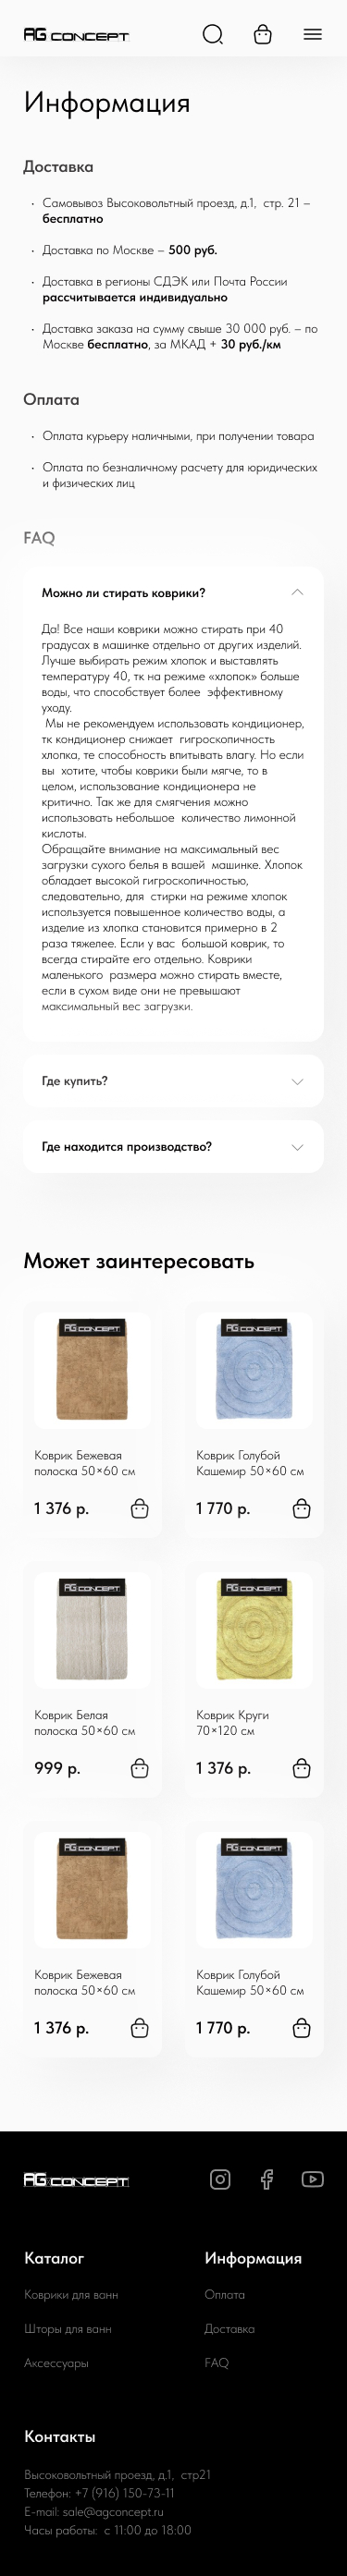 AG CONCEPT
Информация
Доставка
• Самовывоз Высоковольтный проезд, д.1, стр. 21 –
бесплатно
• Доставка по Москве – 500 руб.
• Доставка в регионы СДЭК или Почта России
рассчитывается индивидуально
• Доставка заказа на сумму свыше 30 000 руб. – по
Москве бесплатно, за МКАД + 30 руб./км
Оплата
• Оплата курьеру наличными, при получении товара
• Оплата по безналичному расчету для юридических
и физических лиц
FAQ
Можно ли стирать коврики?
Да! Все наши коврики можно стирать при 40
градусах в машинке отдельно от других изделий.
Лучше выбирать режим хлопок и выставлять
температуру 40, тк на режиме «хлопок» больше
воды, что способствует более эффективному
уходу.
Мы не рекомендуем использовать кондиционер,
тк кондиционер снижает гигроскопичность
хлопка, те способность впитывать влагу. Но если
вы хотите, чтобы коврики были мягче, то в
целом, использование кондиционера не
критично. Так же для смягчения можно
использовать небольшое количество лимонной
кислоты.
Обращайте внимание на максимальный вес
загрузки сухого белья в вашей машинке. Хлопок
обладает высокой гигроскопичностью,
следовательно, для стирки на режиме хлопок
используется повышенное количество воды, а
изделие из хлопка становится примерно в 2
раза тяжелее. Если у вас большой коврик, то
всегда стирайте его отдельно. Коврики
маленького размера можно стирать вместе,
если в сухом виде они не превышают
максимальный вес загрузки.
Где купить?
Где находится производство?
Может заинтересовать
AG CONCEPT
Коврик Бежевая
полоска 50×60 см
1 376 р.
AG CONCEPT
Коврик Голубой
Кашемир 50×60 см
1 770 р.
AG CONCEPT
Коврик Белая
полоска 50×60 см
999 р.
AG CONCEPT
Коврик Круги
70×120 см
1 376 р.
AG CONCEPT
Коврик Бежевая
полоска 50×60 см
1 376 р.
AG CONCEPT
Коврик Голубой
Кашемир 50×60 см
1 770 р.
AG CONCEPT
Каталог
Коврики для ванн
Шторы для ванн
Аксессуары
Информация
Оплата
Доставка
FAQ
Контакты
Высоковольтный проезд, д.1, стр21
Телефон: +7 (916) 150-73-11
E-mail: sale@agconcept.ru
Часы работы: с 11:00 до 18:00